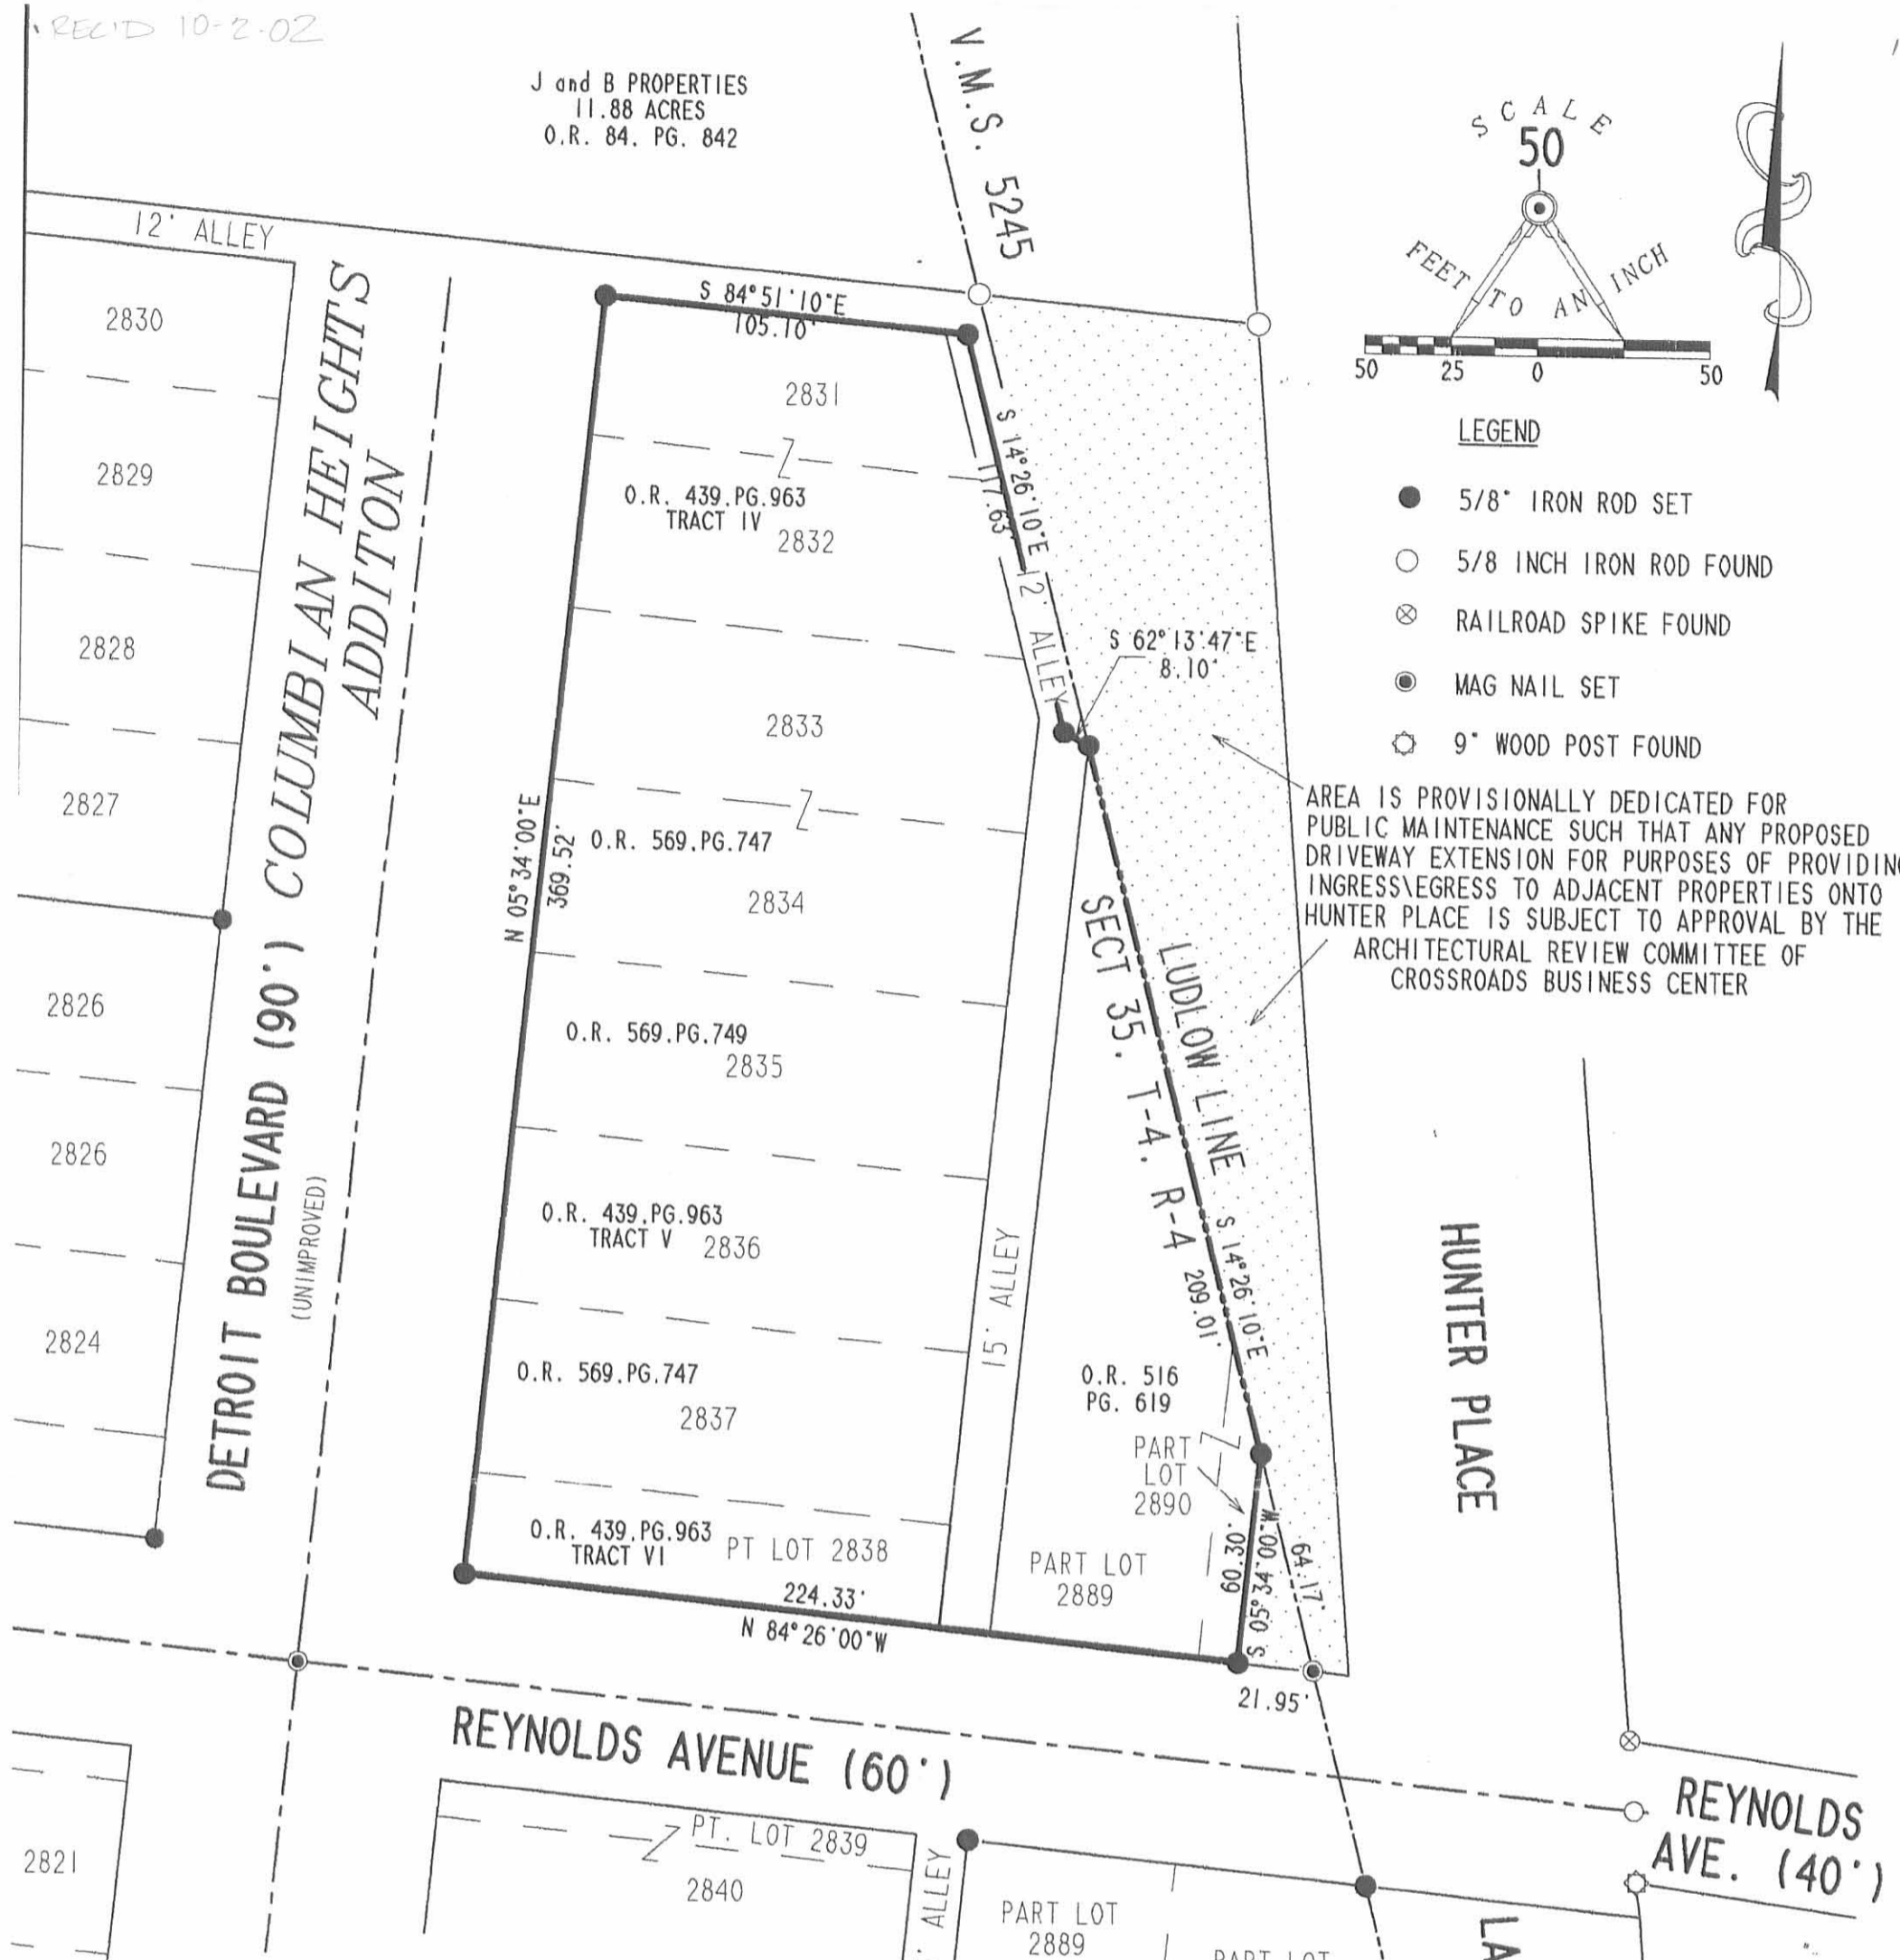 REC'D 10-2-02
J and B PROPERTIES
11.88 ACRES
O.R. 84. PG. 842
V.M.S. 5245
SCALE
50
FEET TO AN INCH
50 25 0 50
12' ALLEY
2830
2829
2828
2827
2826
2826
2824
2821
COLUMBIAN HEIGHTS
ADDITON
DETROIT BOULEVARD (90')
(UNIMPROVED)
S 84°51'10"E
105.10'
2831
O.R. 439.PG.963
TRACT IV
2832
S 14°26'10"E
117.63'
12' ALLEY
S 62°13'47"E
8.10'
2833
N 05°34'00"E
369.52'
O.R. 569.PG.747
2834
O.R. 569.PG.749
2835
O.R. 439.PG.963
TRACT V 2836
O.R. 569.PG.747
2837
O.R. 439.PG.963
TRACT VI
PT LOT 2838
15' ALLEY
224.33'
N 84°26'00"W
LUDLOW LINE
SECT 35. T-4. R-4
S 14°26'10"E
209.01'
O.R. 516
PG. 619
PART
LOT
2890
PART LOT
2889
60.30'
S 05°34'00"W
64.17'
21.95'
LEGEND
5/8" IRON ROD SET
5/8 INCH IRON ROD FOUND
RAILROAD SPIKE FOUND
MAG NAIL SET
9" WOOD POST FOUND
AREA IS PROVISIONALLY DEDICATED FOR
PUBLIC MAINTENANCE SUCH THAT ANY PROPOSED
DRIVEWAY EXTENSION FOR PURPOSES OF PROVIDING
INGRESS\EGRESS TO ADJACENT PROPERTIES ONTO
HUNTER PLACE IS SUBJECT TO APPROVAL BY THE
ARCHITECTURAL REVIEW COMMITTEE OF
CROSSROADS BUSINESS CENTER
HUNTER PLACE
REYNOLDS AVENUE (60')
REYNOLDS
AVE. (40')
PT. LOT 2839
2840
ALLEY
PART LOT
2889
PART LOT
LA